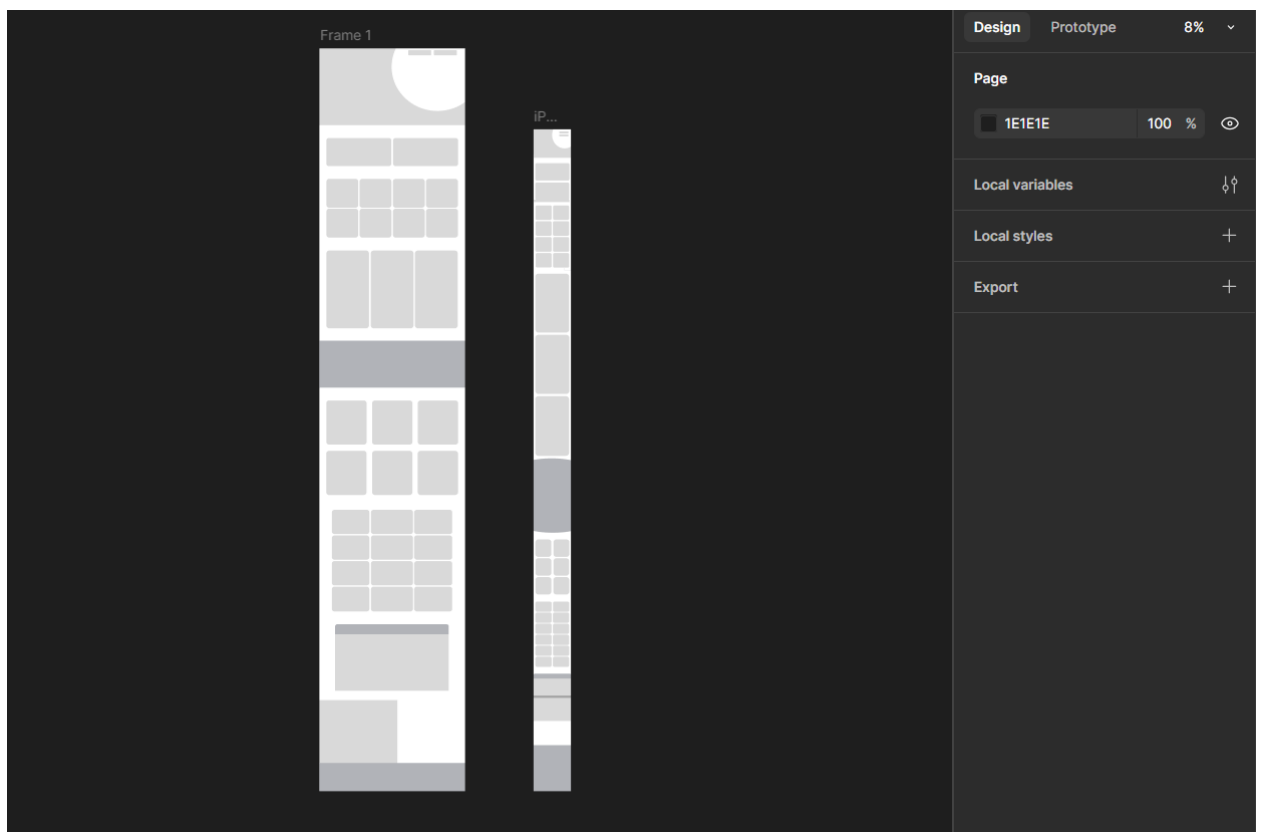 Frame 1
iP...
Design Prototype 8%
Page
1E1E1E 100 %
Local variables
Local styles
Export